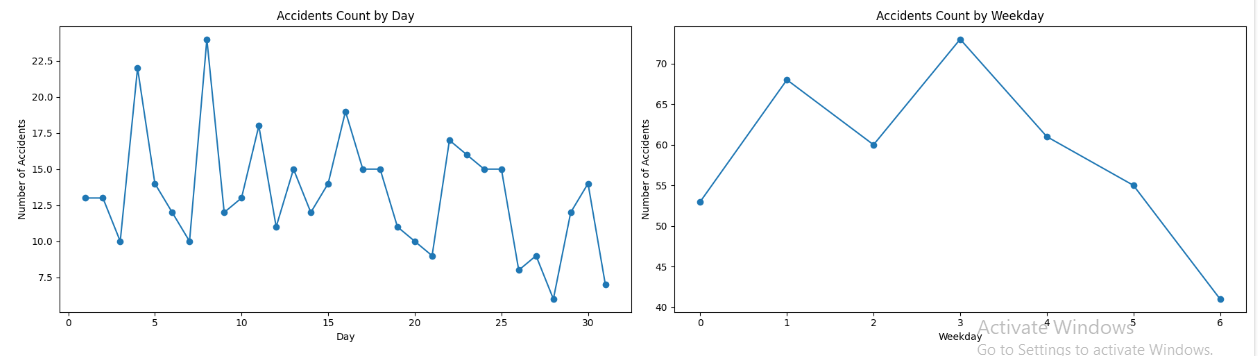 Accidents Count by Day
Number of Accidents
22.5
20.0
17.5
15.0
12.5
10.0
7.5
0 5 10 15 20 25 30
Day
Accidents Count by Weekday
Number of Accidents
70
65
60
55
50
45
40
0 1 2 3 4 5 6
Weekday
Activate Windows
Go to Settings to activate Windows.